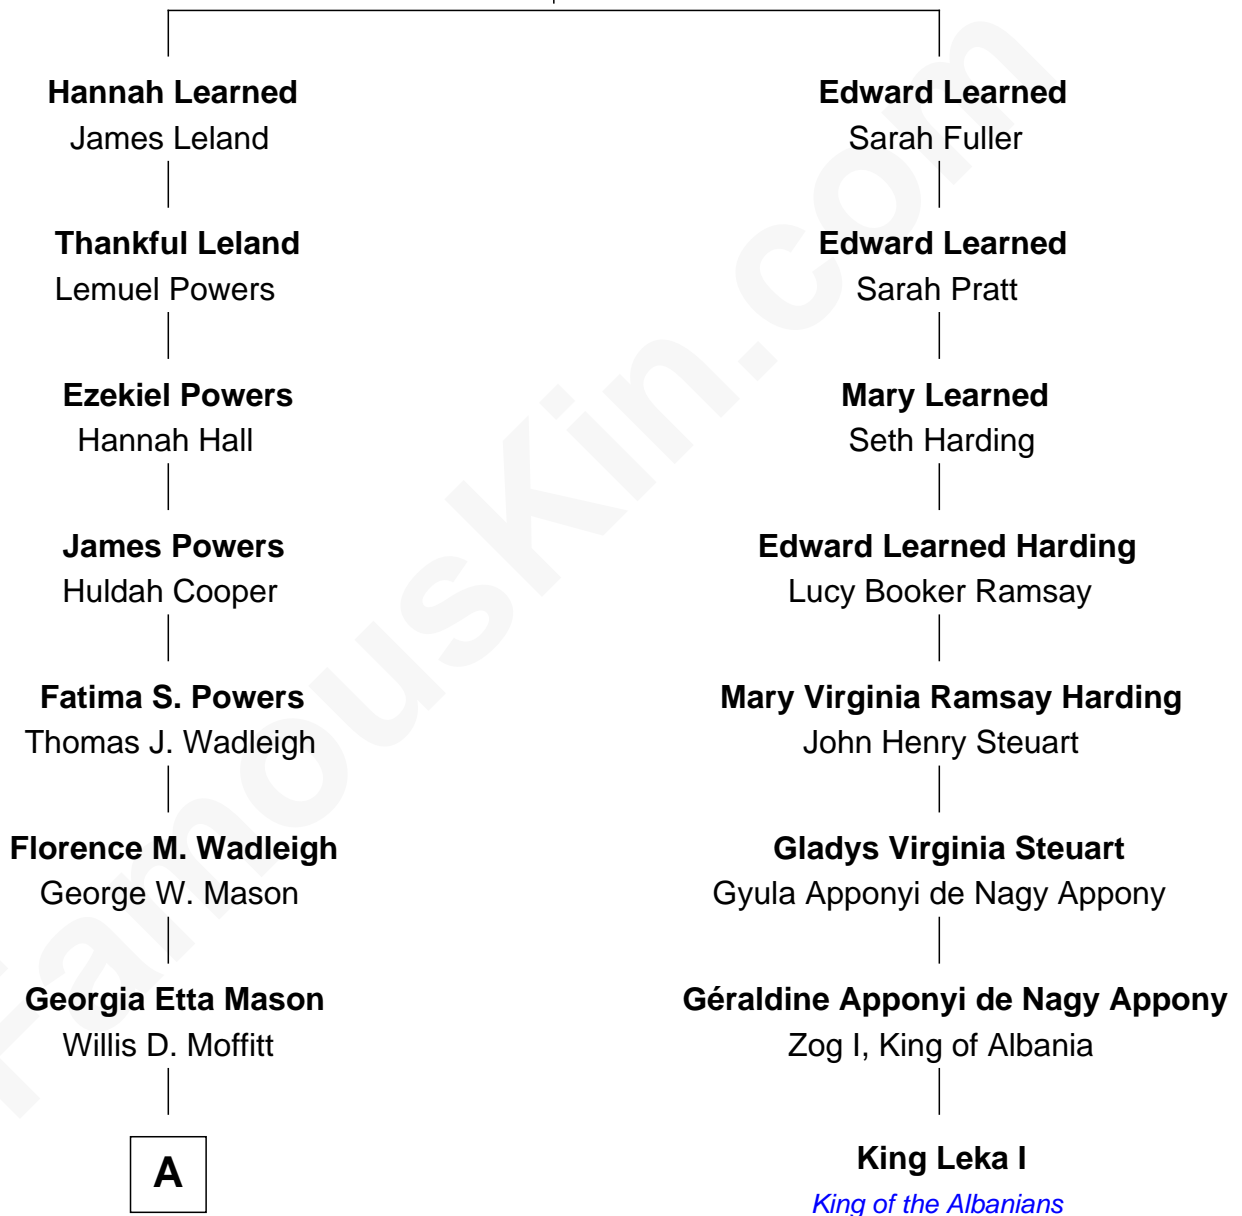 Hannah Learned
James Leland
Thankful Leland
Lemuel Powers
Ezekiel Powers
Hannah Hall
James Powers
Huldah Cooper
Fatima S. Powers
Thomas J. Wadleigh
Florence M. Wadleigh
George W. Mason
Georgia Etta Mason
Willis D. Moffitt
A
Edward Learned
Sarah Fuller
Edward Learned
Sarah Pratt
Mary Learned
Seth Harding
Edward Learned Harding
Lucy Booker Ramsay
Mary Virginia Ramsay Harding
John Henry Steuart
Gladys Virginia Steuart
Gyula Apponyi de Nagy Appony
Géraldine Apponyi de Nagy Appony
Zog I, King of Albania
King Leka I
King of the Albanians
FamousKin.com